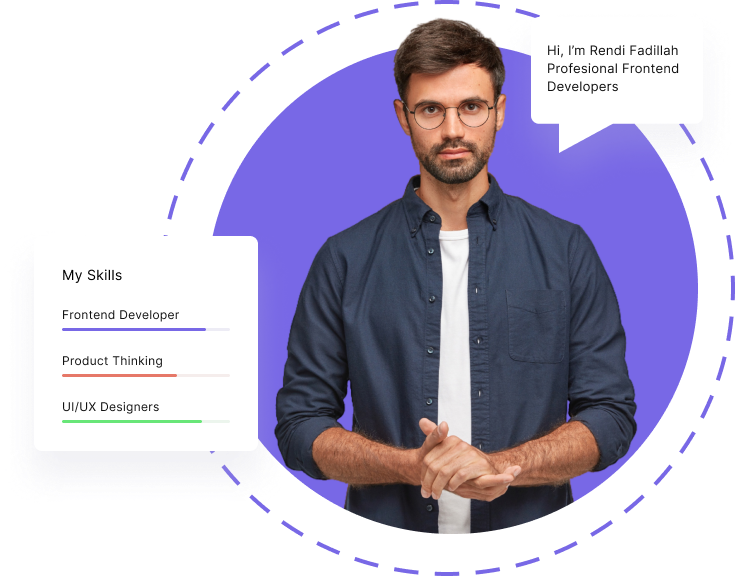 Hi, I’m Rendi Fadillah
Profesional Frontend
Developers
My Skills
Frontend Developer
Product Thinking
UI/UX Designers